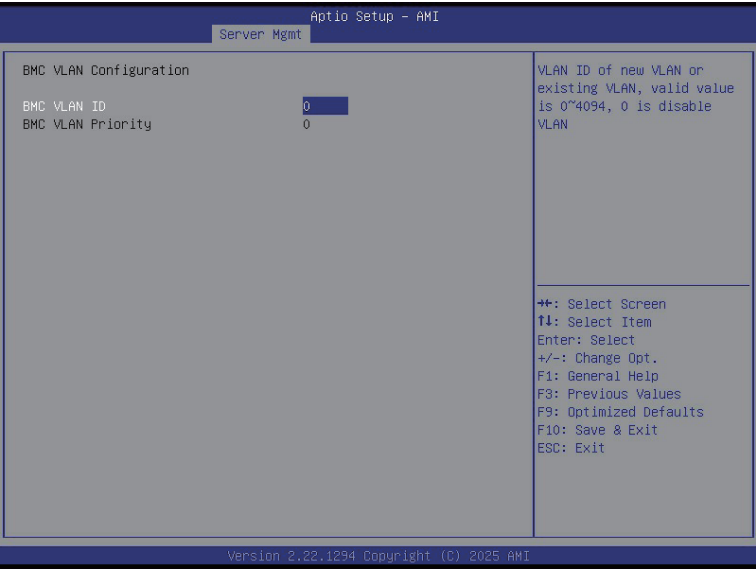 Aptio Setup – AMI
Server Mgmt
BMC VLAN Configuration
BMC VLAN ID 0
BMC VLAN Priority 0
VLAN ID of new VLAN or
existing VLAN, valid value
is 0~4094, 0 is disable
VLAN
→←: Select Screen
↑↓: Select Item
Enter: Select
+/-: Change Opt.
F1: General Help
F3: Previous Values
F9: Optimized Defaults
F10: Save & Exit
ESC: Exit
Version 2.22.1294 Copyright (C) 2025 AMI